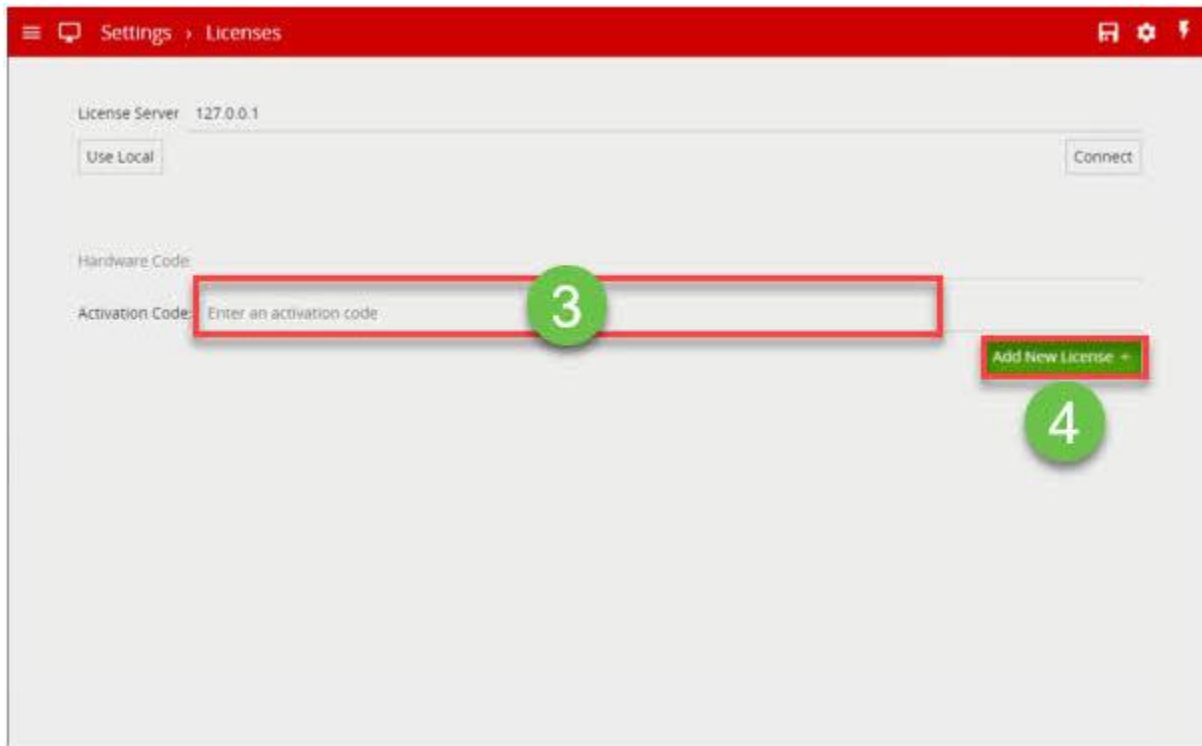 Settings › Licenses
License Server 127.0.0.1
Use Local Connect
Hardware Code:
Activation Code: Enter an activation code
3
Add New License +
4